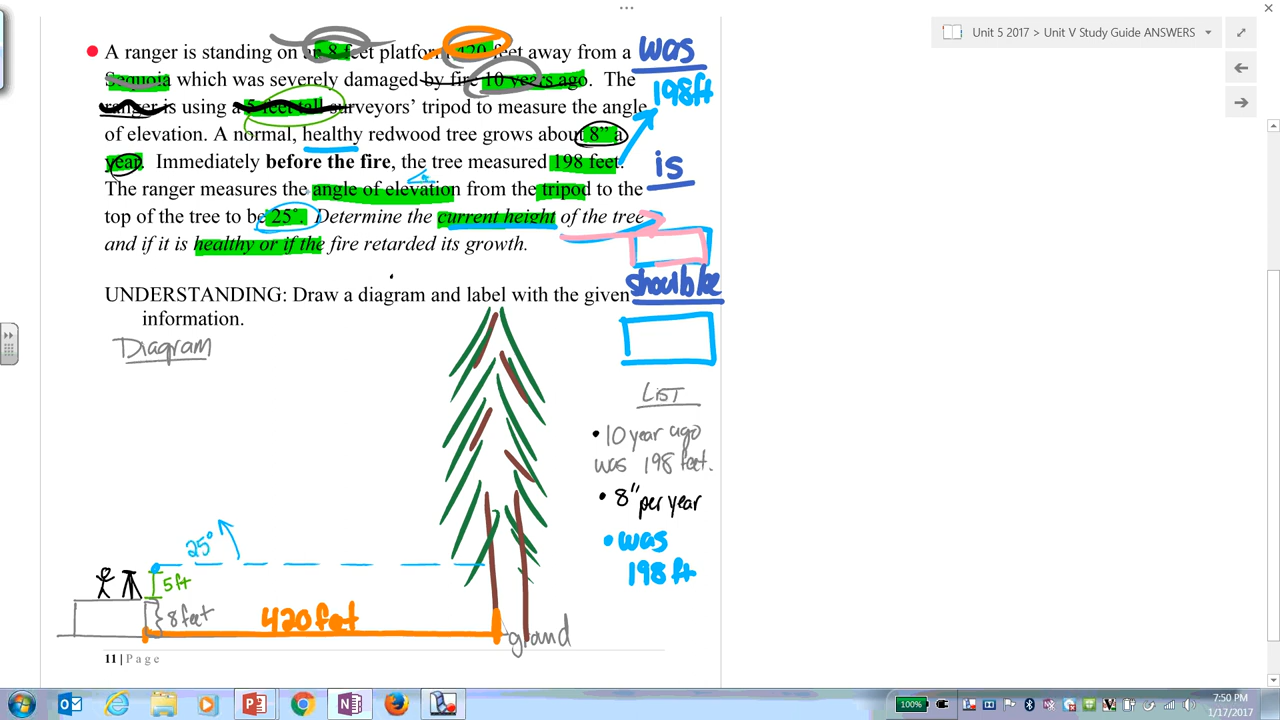 Unit 5 2017 > Unit V Study Guide ANSWERS
A ranger is standing on an 8 feet platform 420 feet away from a
Sequoia which was severely damaged by fire 10 years ago. The
ranger is using a 5 feet tall surveyors' tripod to measure the angle
of elevation. A normal, healthy redwood tree grows about 8" a
year. Immediately before the fire, the tree measured 198 feet.
The ranger measures the angle of elevation from the tripod to the
top of the tree to be 25°. Determine the current height of the tree
and if it is healthy or if the fire retarded its growth.
was
198ft
is
should be
UNDERSTANDING: Draw a diagram and label with the given
information.
Diagram
LIST
• 10 year ago
was 198 feet.
• 8" per year
• was
198 ft
25°
5ft
8 feet
420 feet
ground
11 | Page
100%
7:50 PM
1/17/2017